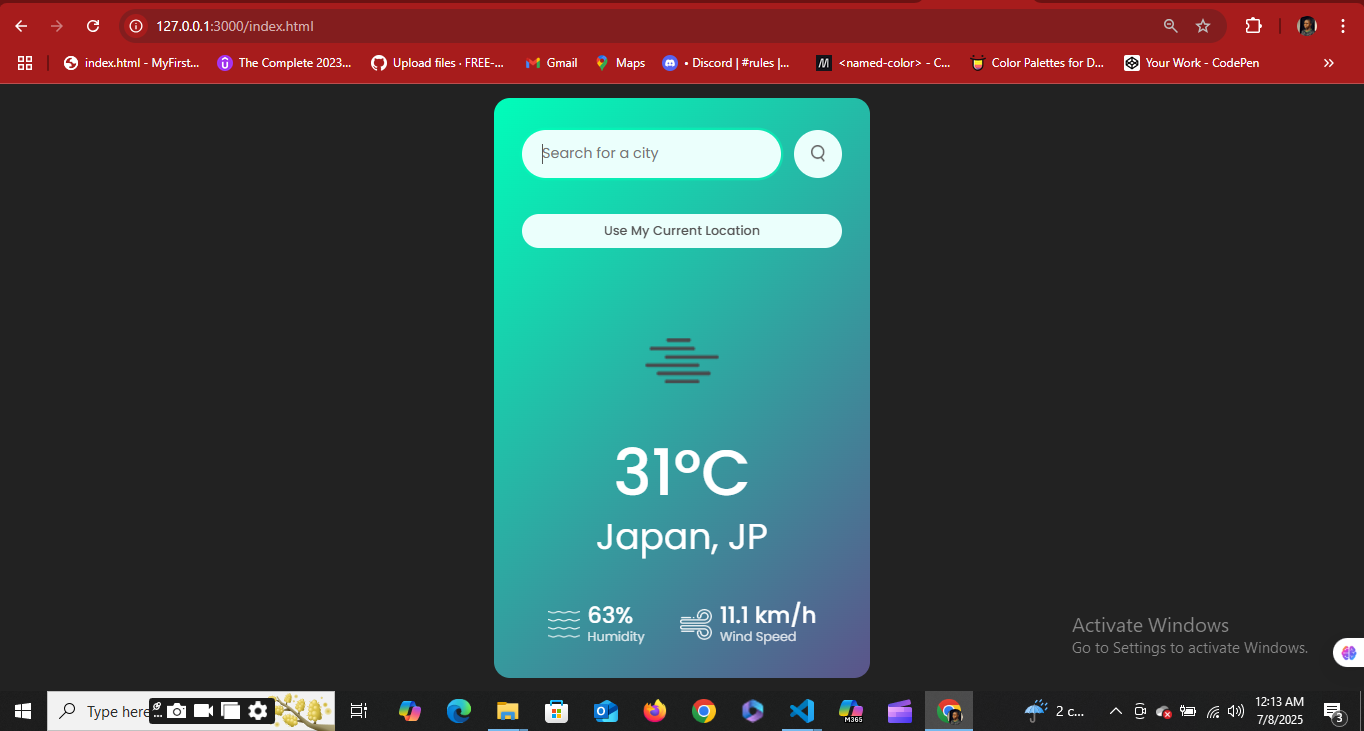 127.0.0.1:3000/index.html
index.html - MyFirst...
The Complete 2023...
Upload files · FREE-...
Gmail
Maps
• Discord | #rules |...
<named-color> - C...
Color Palettes for D...
Your Work - CodePen
Search for a city
Use My Current Location
31°C
Japan, JP
63%
Humidity
11.1 km/h
Wind Speed
Activate Windows
Go to Settings to activate Windows.
Type here
M365
2 c...
12:13 AM
7/8/2025
3